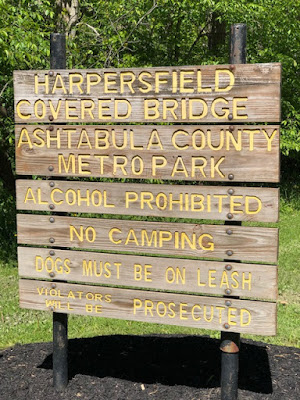 HARPERSFIELD
COVERED BRIDGE
ASHTABULA COUNTY
METRO PARK
ALCOHOL PROHIBITED
NO CAMPING
DOGS MUST BE ON LEASH
VIOLATORS
WILL BE PROSECUTED